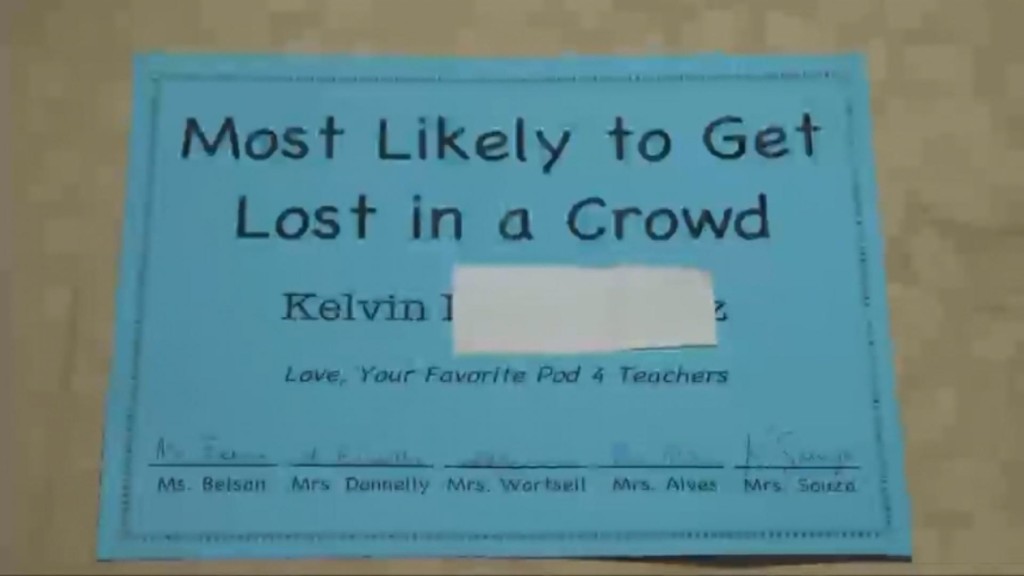 Most Likely to Get
Lost in a Crowd
Kelvin
Love, Your Favorite Pod 4 Teachers
Ms. Belsan Mrs Donnelly Mrs. Wortsell Mrs. Alves Mrs. Souza